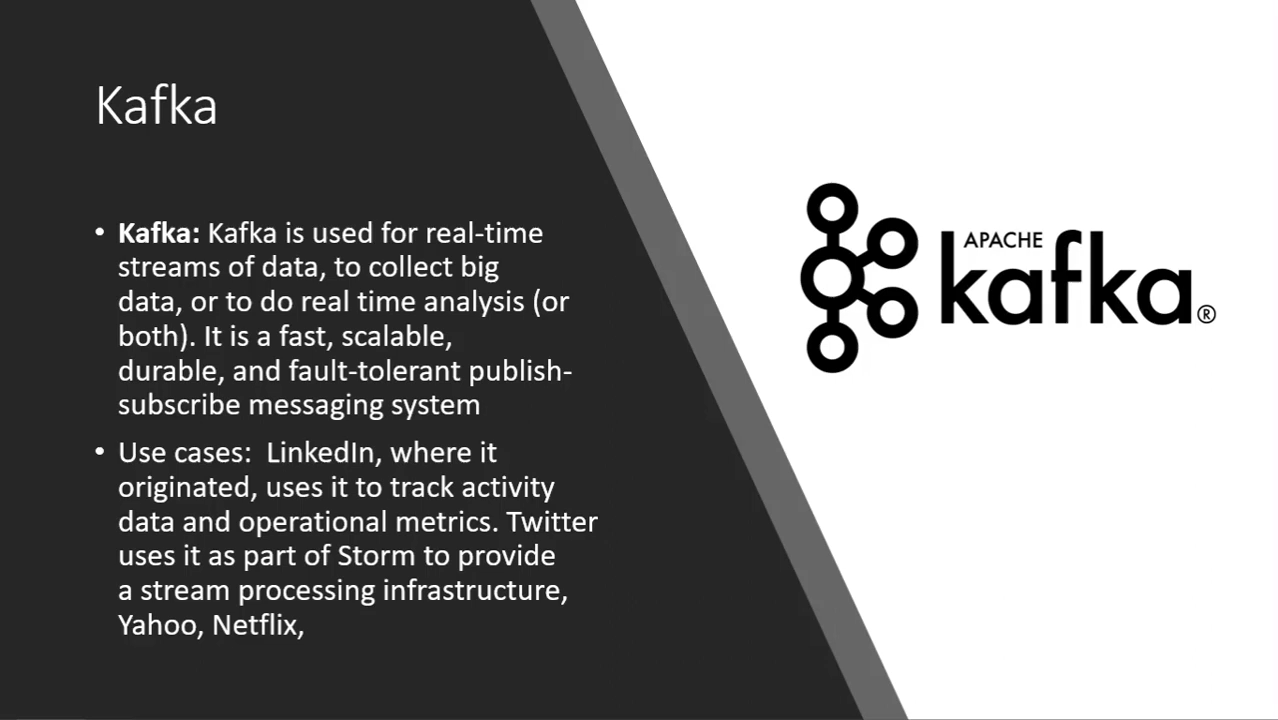 Kafka
• Kafka: Kafka is used for real-time
streams of data, to collect big
data, or to do real time analysis (or
both). It is a fast, scalable,
durable, and fault-tolerant publish-
subscribe messaging system
• Use cases:  LinkedIn, where it
originated, uses it to track activity
data and operational metrics. Twitter
uses it as part of Storm to provide
a stream processing infrastructure,
Yahoo, Netflix,
APACHE
kafka®